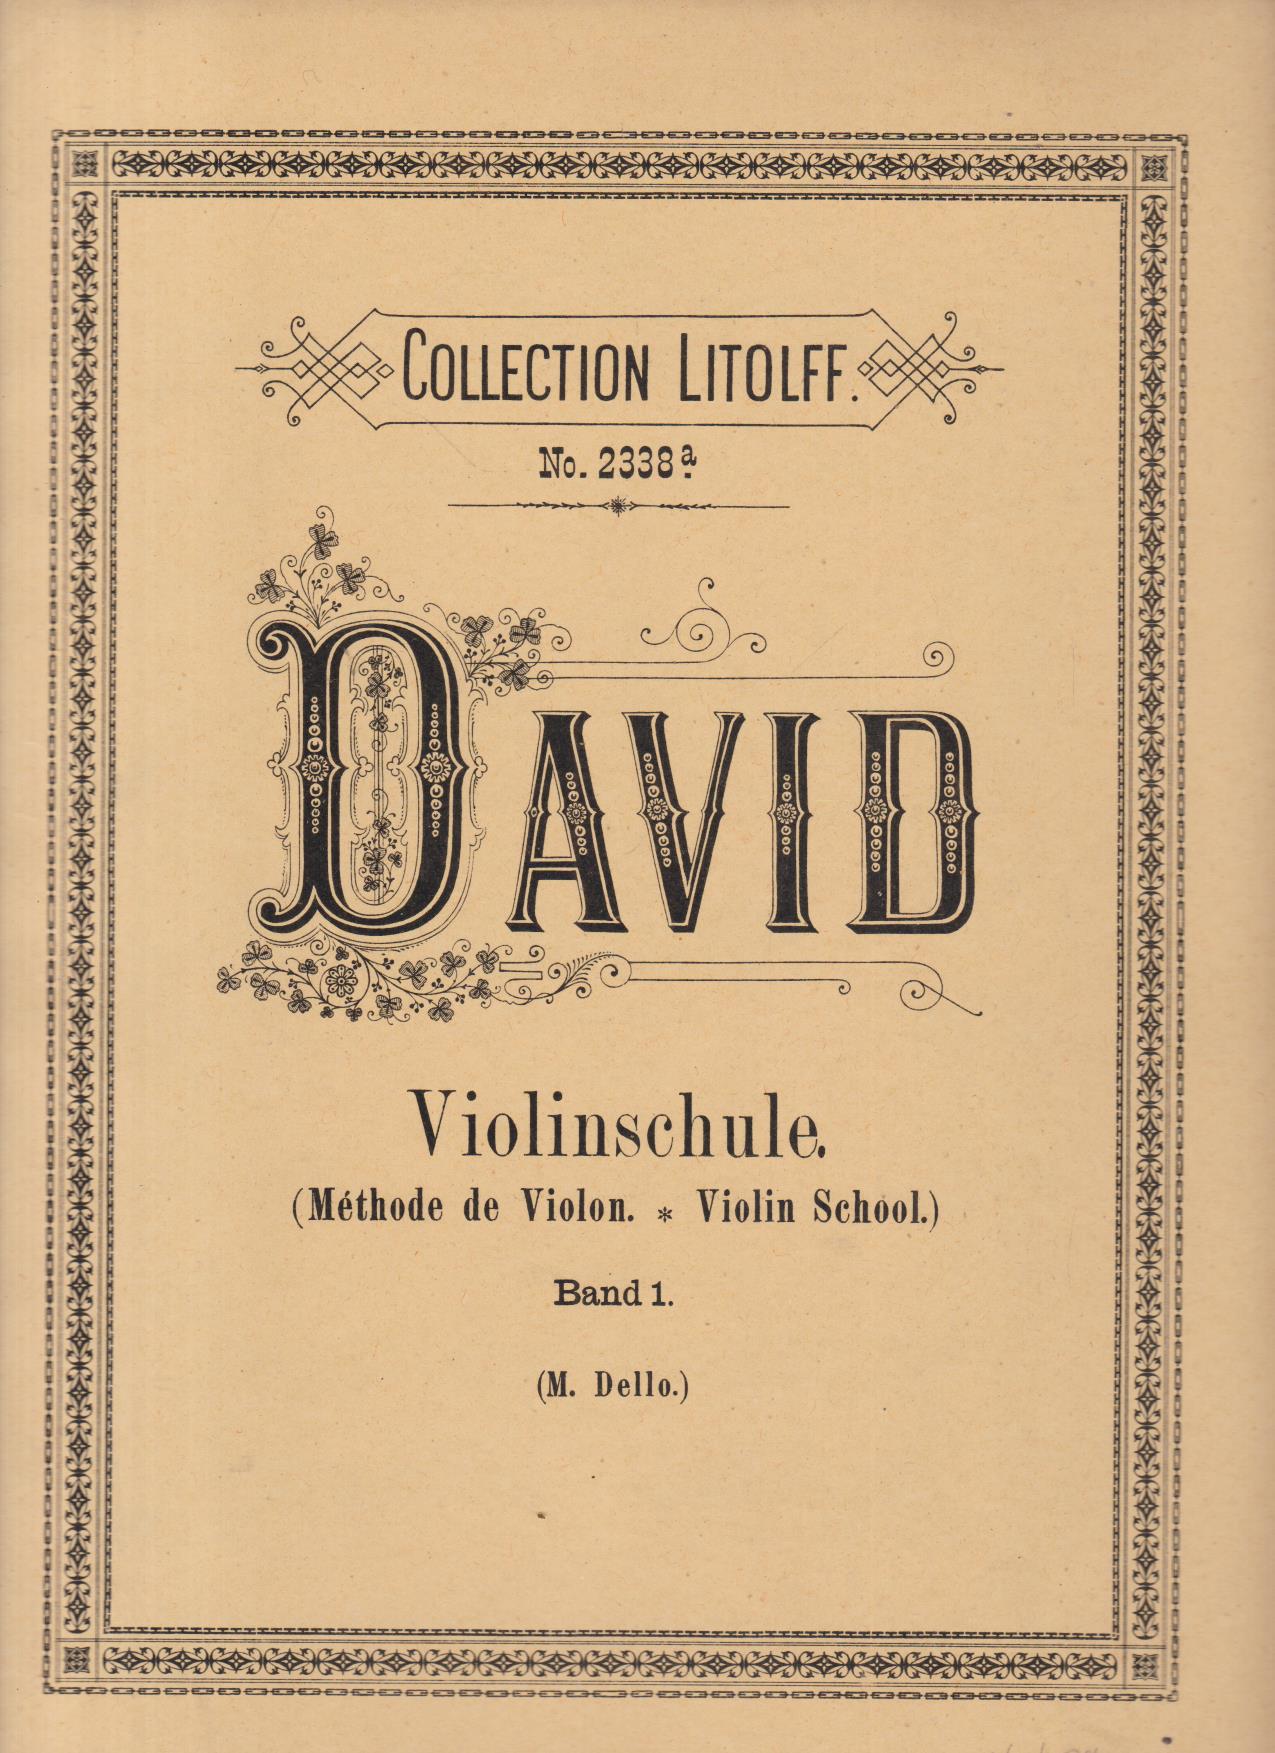 COLLECTION LITOLFF.
No. 2338a.
DAVID
Violinschule.
(Méthode de Violon. * Violin School.)
Band 1.
(M. Dello.)